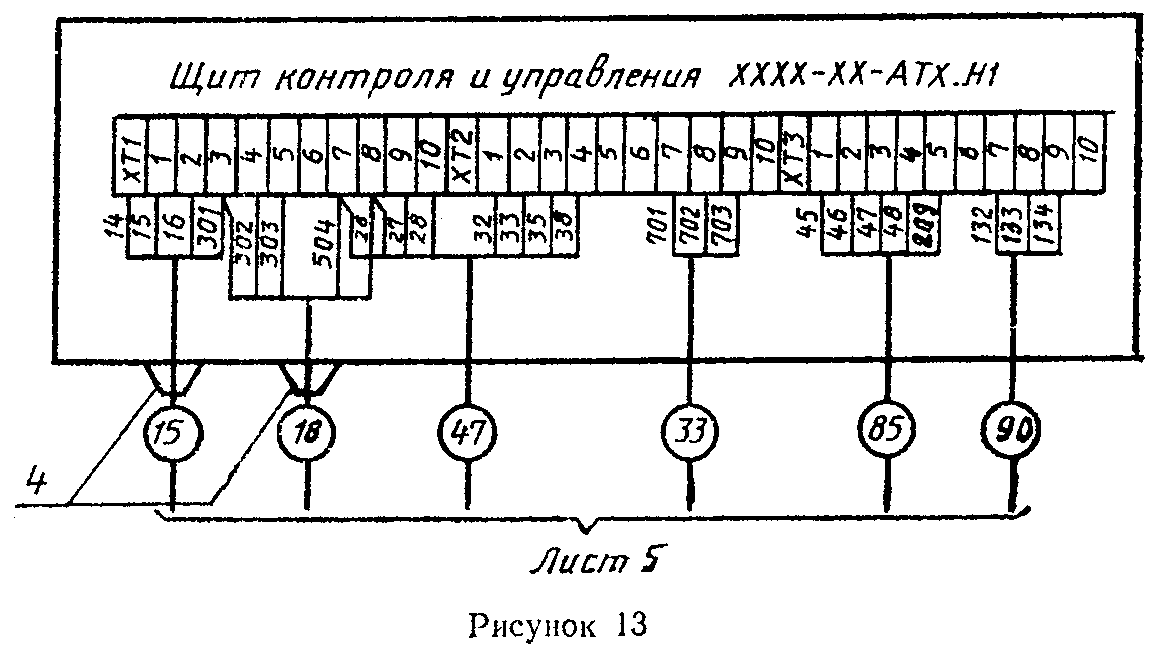 Щит контроля и управления XXXX-XX-АТХ.Н1
XT1 1 2 3 4 5 6 7 8 9 10 XT2 1 2 3 4 5 6 7 8 9 10 XT3 1 2 3 4 5 6 7 8 9 10
14 15 16 301 302 303 504 28 27 28 32 33 35 38 701 702 703 45 46 47 48 209 132 133 134
15 18 47 33 85 90
4
Лист 5
Рисунок 13